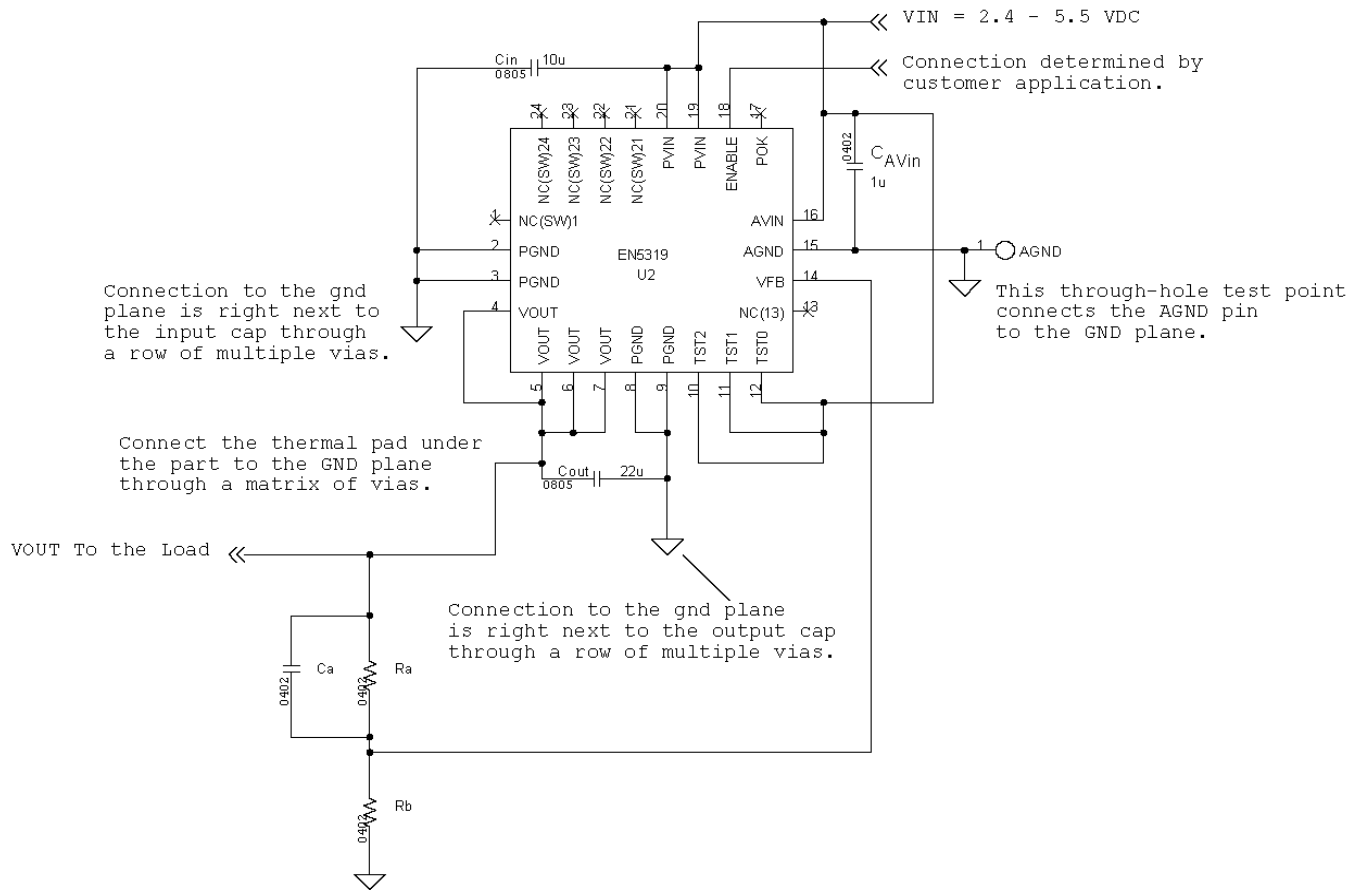 VIN = 2.4 - 5.5 VDC
Cin 10u
0805
Connection determined by
customer application.
24 23 22 21 20 19 18 17
NC(SW)24 NC(SW)23 NC(SW)22 NC(SW)21 PVIN PVIN ENABLE POK
0402
CAVin
1u
1 NC(SW)1
AVIN 16
2 PGND
AGND 15
EN5319
U2
1 AGND
3 PGND
VFB 14
4 VOUT
NC(13) 13
Connection to the gnd
plane is right next to
the input cap through
a row of multiple vias.
This through-hole test point
connects the AGND pin
to the GND plane.
VOUT VOUT VOUT PGND PGND TST2 TST1 TST0
5 6 7 8 9 10 11 12
Connect the thermal pad under
the part to the GND plane
through a matrix of vias.
Cout 22u
0805
VOUT To the Load
Connection to the gnd plane
is right next to the output cap
through a row of multiple vias.
Ca
0402
Ra
0402
Rb
0402